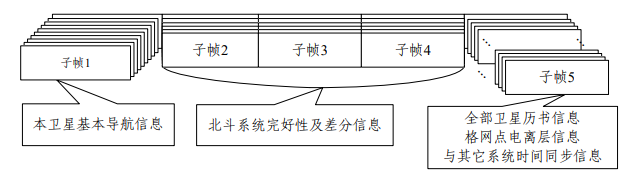 子帧1
子帧2
子帧3
子帧4
子帧5
本卫星基本导航信息
北斗系统完好性及差分信息
全部卫星历书信息
格网点电离层信息
与其它系统时间同步信息